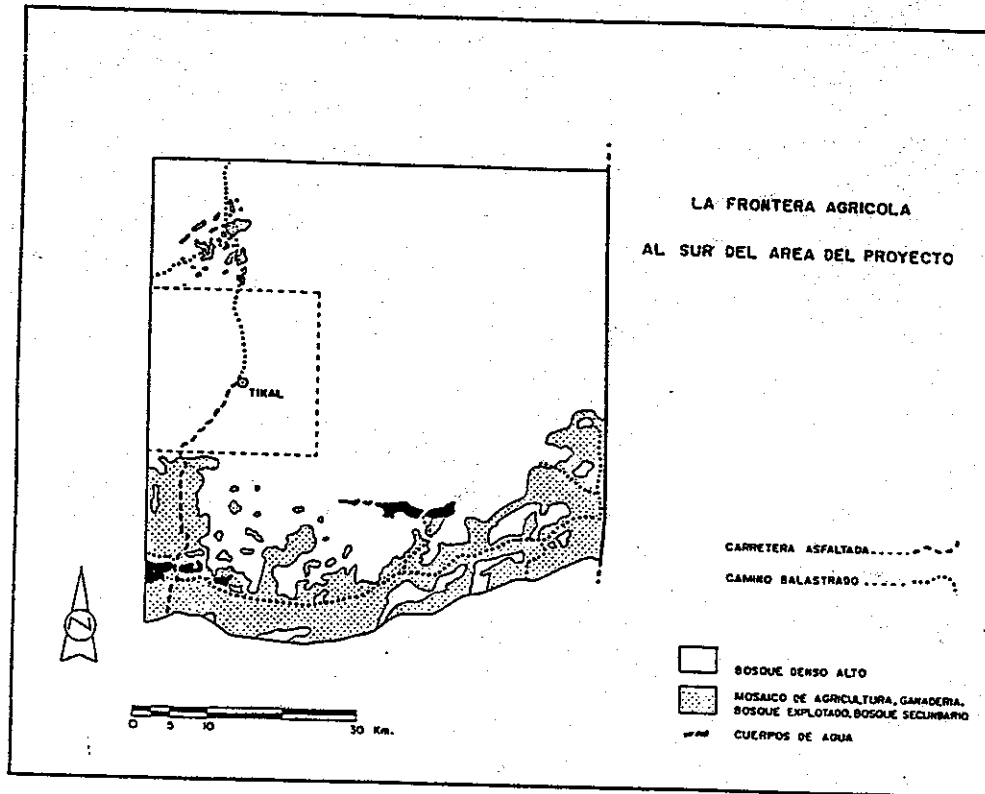 LA FRONTERA AGRICOLA
AL SUR DEL AREA DEL PROYECTO
TIKAL
CARRETERA ASFALTADA
CAMINO BALASTRADO
N
BOSQUE DENSO ALTO
MOSAICO DE AGRICULTURA, GANADERIA,
BOSQUE EXPLOTADO, BOSQUE SECUNDARIO
CUERPOS DE AGUA
0 5 10 30 Km.